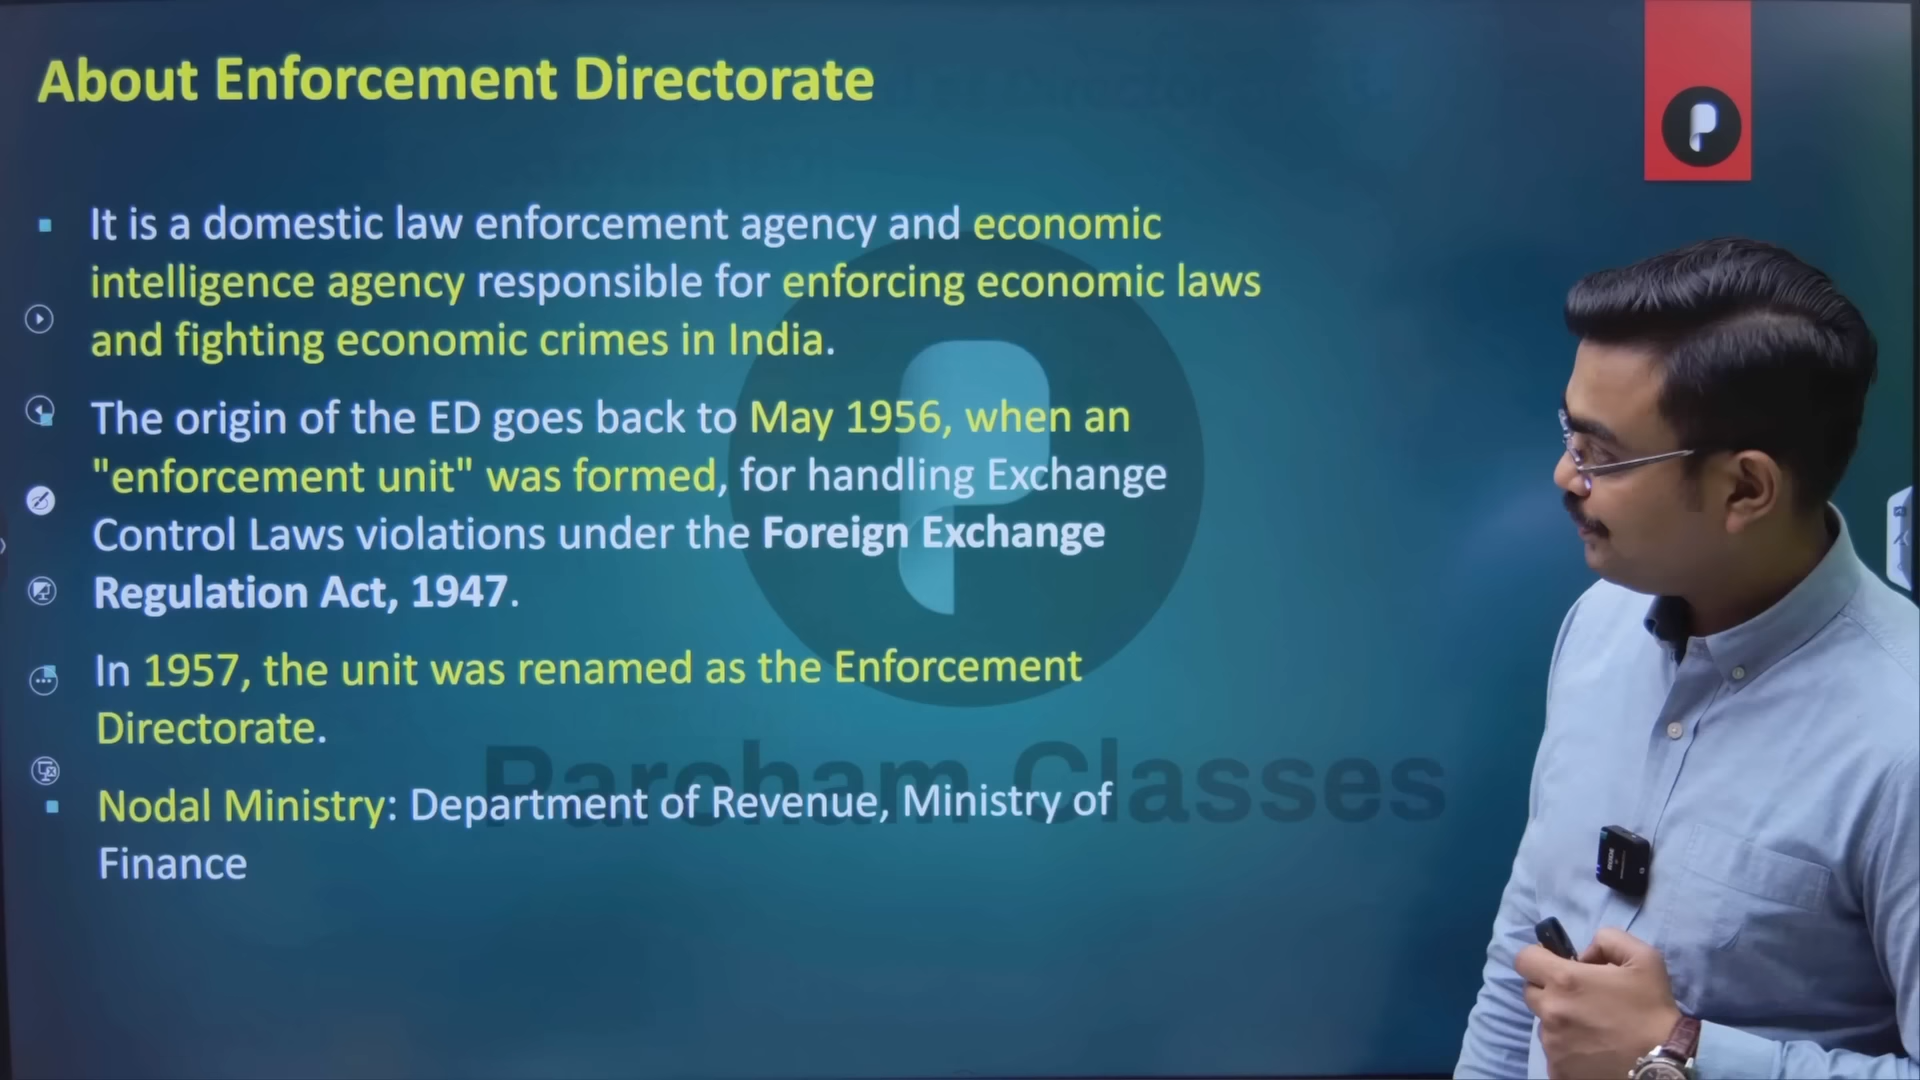 About Enforcement Directorate
It is a domestic law enforcement agency and economic
intelligence agency responsible for enforcing economic laws
and fighting economic crimes in India.
The origin of the ED goes back to May 1956, when an
"enforcement unit" was formed, for handling Exchange
Control Laws violations under the Foreign Exchange
Regulation Act, 1947.
In 1957, the unit was renamed as the Enforcement
Directorate.
Parcham Classes
Nodal Ministry: Department of Revenue, Ministry of
Finance